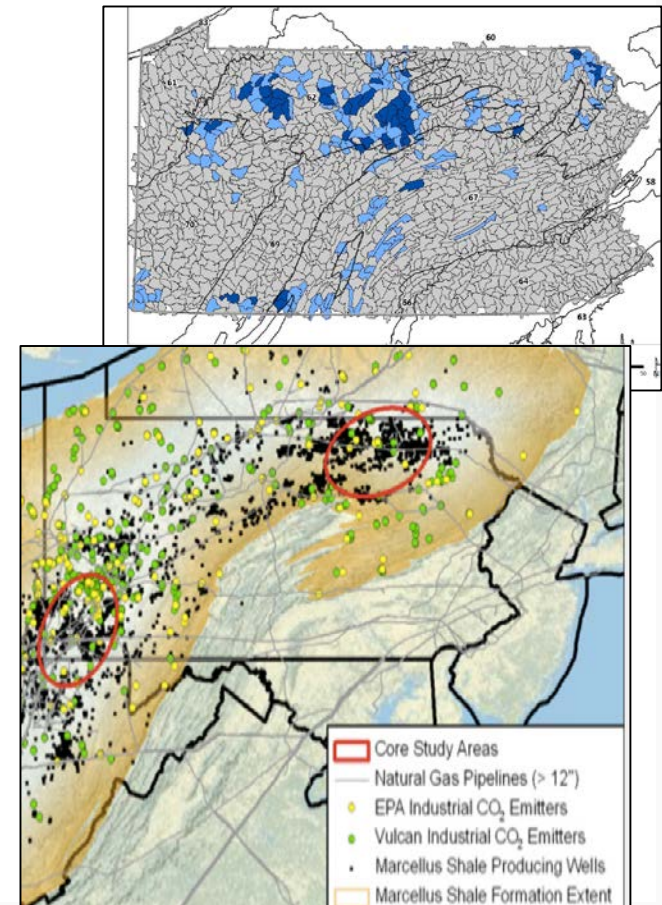 60
61
62
58
67
70
69
64
56
63
Core Study Areas
Natural Gas Pipelines (> 12")
EPA Industrial CO₂ Emitters
Vulcan Industrial CO₂ Emitters
Marcellus Shale Producing Wells
Marcellus Shale Formation Extent